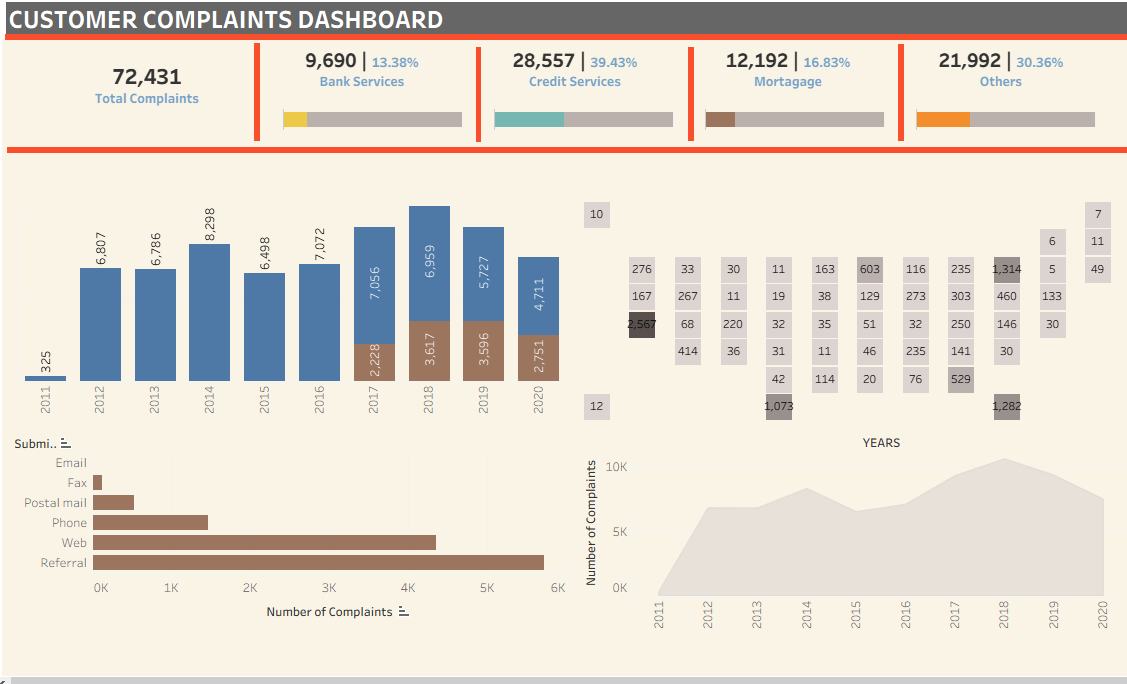 CUSTOMER COMPLAINTS DASHBOARD
72,431
Total Complaints
9,690 | 13.38%
Bank Services
28,557 | 39.43%
Credit Services
12,192 | 16.83%
Mortagage
21,992 | 30.36%
Others
325
6,807
6,786
8,298
6,498
7,072
7,056
2,228
6,959
3,617
5,727
3,596
4,711
2,751
2011 2012 2013 2014 2015 2016 2017 2018 2019 2020
10 7
6 11
276 33 30 11 163 603 116 235 1,314 5 49
167 267 11 19 38 129 273 303 460 133
2,567 68 220 32 35 51 32 250 146 30
414 36 31 11 46 235 141 30
42 114 20 76 529
12 1,073 1,282
Submi..
Email
Fax
Postal mail
Phone
Web
Referral
0K 1K 2K 3K 4K 5K 6K
Number of Complaints
YEARS
Number of Complaints
10K
5K
0K
2011 2012 2013 2014 2015 2016 2017 2018 2019 2020